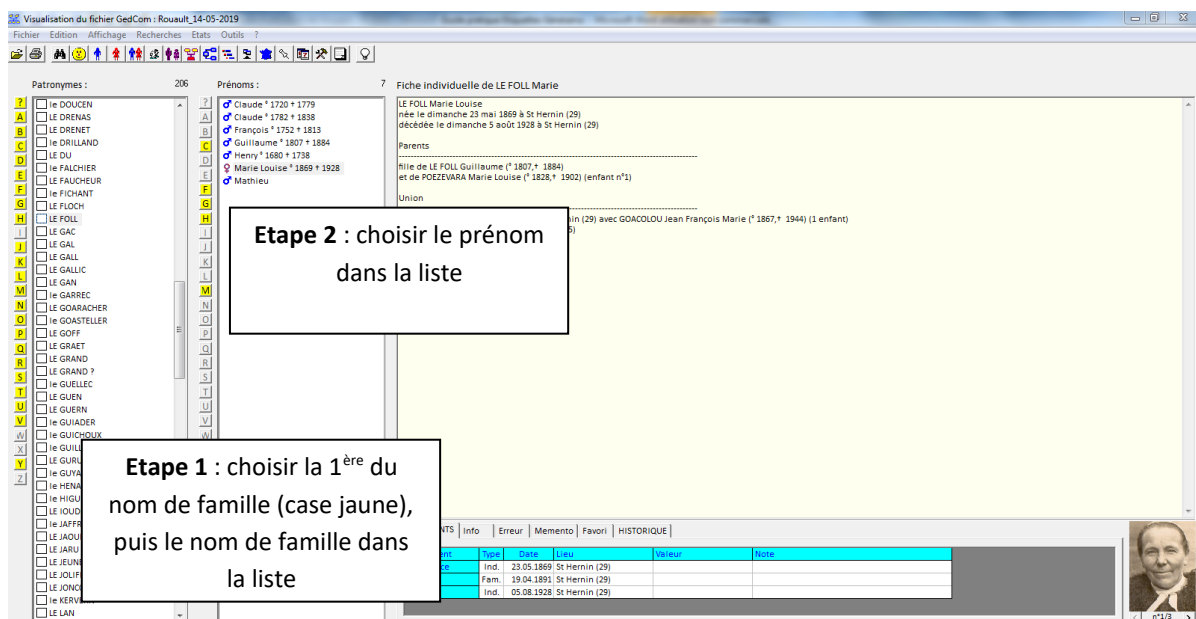 Visualisation du fichier GedCom : Rouault_14-05-2019
Fichier Edition Affichage Recherches Etats Outils ?
Patronymes : 206
Prénoms : 7
Fiche individuelle de LE FOLL Marie
?
A
B
C
D
E
F
G
H
I
J
K
L
M
N
O
P
Q
R
S
T
U
V
W
X
Y
Z
le DOUCEN
LE DRENAS
LE DRENET
le DRILLAND
LE DU
le FALCHIER
LE FAUCHEUR
le FICHANT
LE FLOCH
LE FOLL
LE GAC
LE GAL
LE GALL
LE GALLIC
LE GAN
le GARREC
LE GOARACHER
le GOASTELLER
LE GOFF
LE GRAET
LE GRAND
LE GRAND ?
le GUELLEC
LE GUEN
LE GUERN
le GUIADER
le GUICHOUX
LE LAN
?
A
B
C
D
E
F
G
H
I
J
K
L
M
N
O
P
Q
R
S
T
U
V
W
Claude ° 1720 + 1779
Claude ° 1782 + 1838
François ° 1752 + 1813
Guillaume ° 1807 + 1884
Henry ° 1680 + 1738
Marie Louise ° 1869 + 1928
Mathieu
LE FOLL Marie Louise
née le dimanche 23 mai 1869 à St Hernin (29)
décédée le dimanche 5 août 1928 à St Hernin (29)
Parents
fille de LE FOLL Guillaume (° 1807,+ 1884)
et de POEZEVARA Marie Louise (° 1828,+ 1902) (enfant n°1)
Union
(29) avec GOACOLOU Jean François Marie (° 1867,+ 1944) (1 enfant)
Etape 2 : choisir le prénom
dans la liste
Etape 1 : choisir la 1ère du
nom de famille (case jaune),
puis le nom de famille dans
la liste
Info Erreur Memento Favori HISTORIQUE
Type Date Lieu Valeur Note
Ind. 23.05.1869 St Hernin (29)
Fam. 19.04.1891 St Hernin (29)
Ind. 05.08.1928 St Hernin (29)
< n°1/3 >